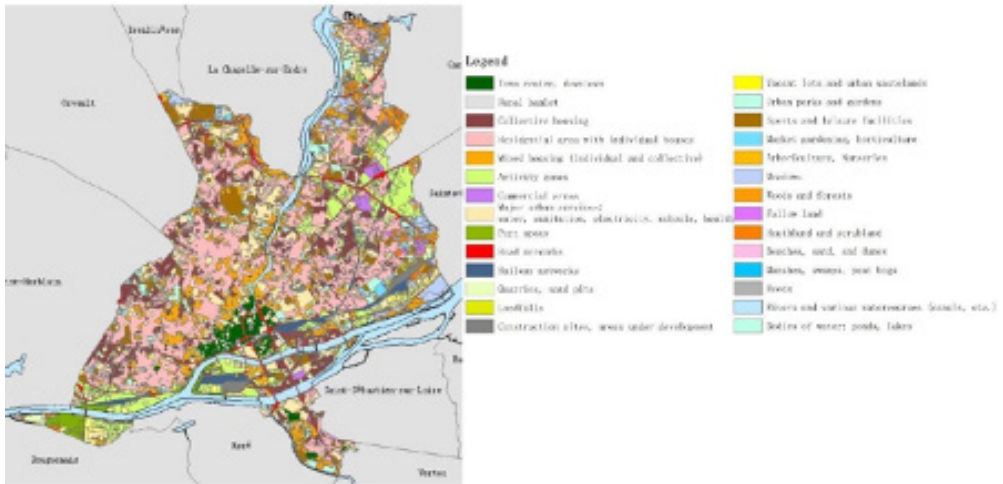 La Chapelle-sur-Erdre
Orvault
Saint-Sébastien-sur-Loire
Rezé
Bouguenais
Vertou
Legend
Town center, downtown
Rural hamlet
Collective housing
Residential area with individual houses
Mixed housing (individual and collective)
Activity zones
Commercial areas
Major urban services:
water, sanitation, electricity, schools, health
Port areas
Road networks
Railway networks
Quarries, sand pits
Landfills
Construction sites, areas under development
Vacant lots and urban wastelands
Urban parks and gardens
Sports and leisure facilities
Market gardening, horticulture
Arboriculture, Nurseries
Woods and forests
Fallow land
Heathland and scrubland
Beaches, sand, and dunes
Marshes, swamps, peat bogs
Rivers and various watercourses (canals, etc.)
Bodies of water: ponds, lakes